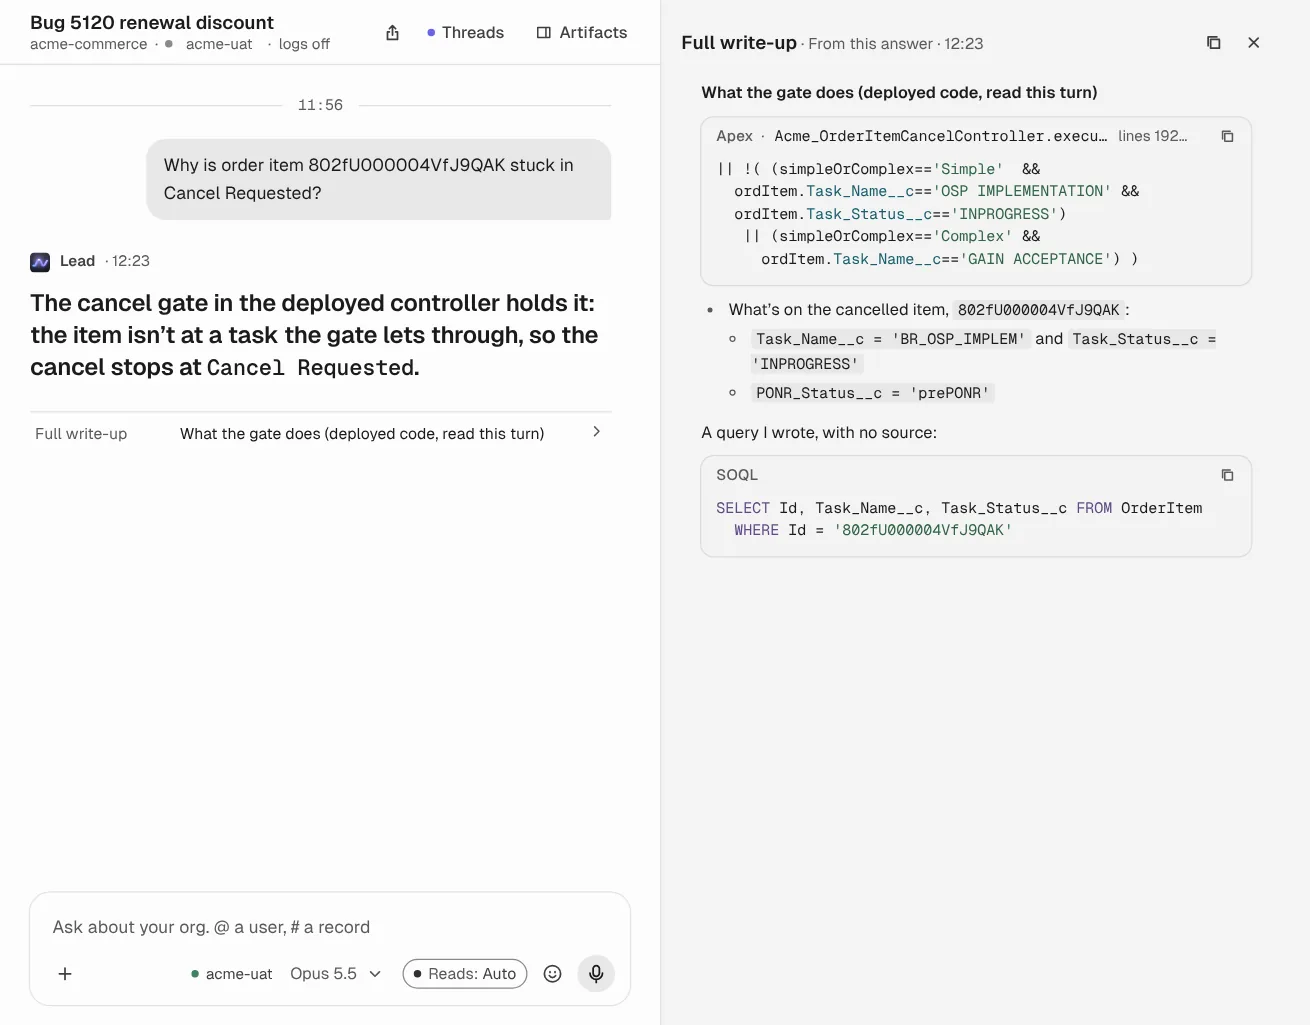 Bug 5120 renewal discount
acme-commerce · acme-uat · logs off
Threads
Artifacts
11:56
Why is order item 802fU000004VfJ9QAK stuck in
Cancel Requested?
Lead · 12:23
The cancel gate in the deployed controller holds it:
the item isn’t at a task the gate lets through, so the
cancel stops at Cancel Requested.
Full write-up What the gate does (deployed code, read this turn)
Ask about your org. @ a user, # a record
acme-uat Opus 5.5 Reads: Auto
Full write-up · From this answer · 12:23
What the gate does (deployed code, read this turn)
Apex · Acme_OrderItemCancelController.execu… lines 192…
|| !( (simpleOrComplex=='Simple' &&
ordItem.Task_Name__c=='OSP IMPLEMENTATION' &&
ordItem.Task_Status__c=='INPROGRESS')
|| (simpleOrComplex=='Complex' &&
ordItem.Task_Name__c=='GAIN ACCEPTANCE') )
What’s on the cancelled item, 802fU000004VfJ9QAK:
Task_Name__c = 'BR_OSP_IMPLEM' and Task_Status__c =
'INPROGRESS'
PONR_Status__c = 'prePONR'
A query I wrote, with no source:
SOQL
SELECT Id, Task_Name__c, Task_Status__c FROM OrderItem
WHERE Id = '802fU000004VfJ9QAK'